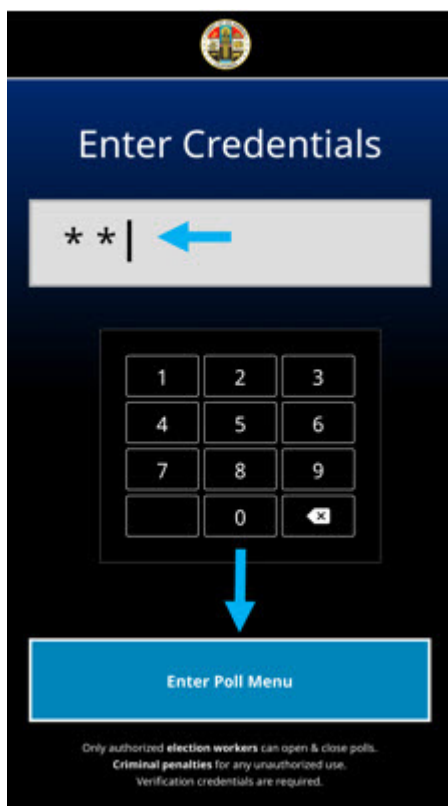 Enter Credentials
**
1 2 3
4 5 6
7 8 9
0
Enter Poll Menu
Only authorized election workers can open & close polls.
Criminal penalties for any unauthorized use.
Verification credentials are required.